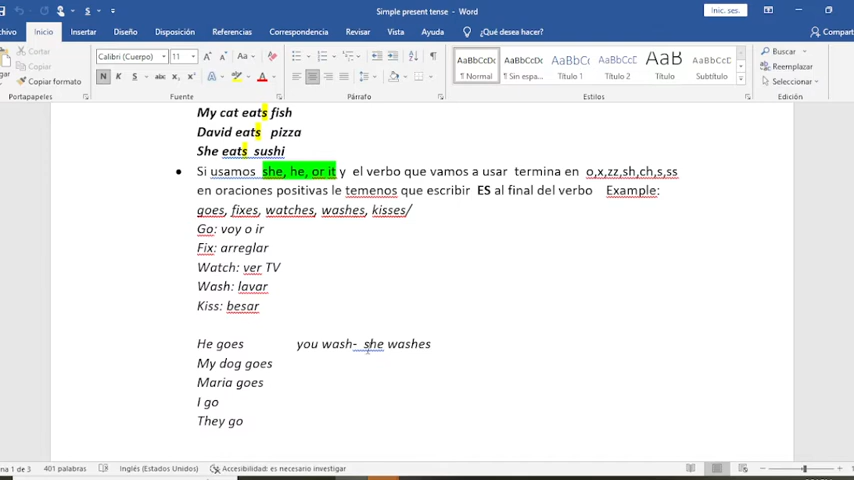 Simple present tense - Word
Inic. ses.
Inicio Insertar Diseño Disposición Referencias Correspondencia Revisar Vista Ayuda ¿Qué desea hacer?
Cortar
Copiar
Copiar formato
Portapapeles
Calibri (Cuerpo) 11
Fuente
Párrafo
AaBbCcDc AaBbCcDc AaBbCc AaBbCcC AaB AaBbCcD
¶ Normal ¶ Sin espa... Título 1 Título 2 Título Subtítulo
Estilos
Buscar
Reemplazar
Seleccionar
Edición
My cat eats fish
David eats pizza
She eats sushi
• Si usamos she, he, or it y el verbo que vamos a usar termina en o,x,zz,sh,ch,s,ss
en oraciones positivas le temenos que escribir ES al final del verbo Example:
goes, fixes, watches, washes, kisses/
Go: voy o ir
Fix: arreglar
Watch: ver TV
Wash: lavar
Kiss: besar
He goes you wash- she washes
My dog goes
Maria goes
I go
They go
1 de 3 401 palabras Inglés (Estados Unidos) Accesibilidad: es necesario investigar